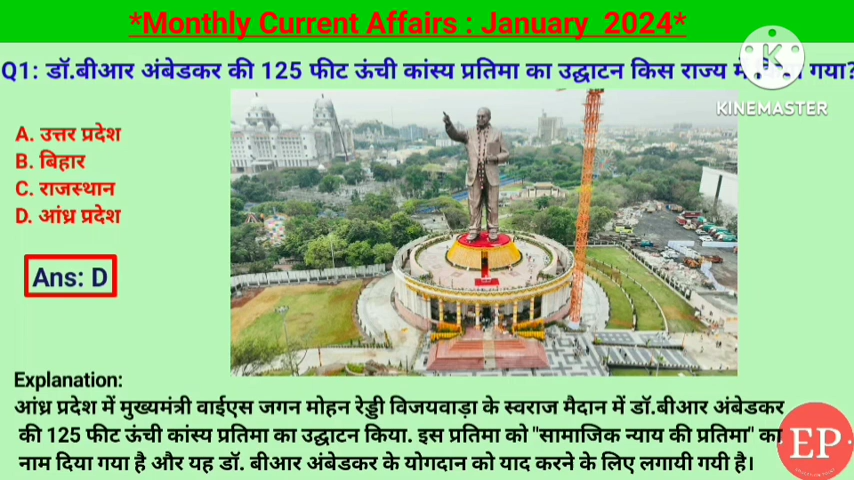 *Monthly Current Affairs : January 2024*
Q1: डॉ.बीआर अंबेडकर की 125 फीट ऊंची कांस्य प्रतिमा का उद्घाटन किस राज्य गया?
KINEMASTER
A. उत्तर प्रदेश
B. बिहार
C. राजस्थान
D. आंध्र प्रदेश
Ans: D
Explanation:
आंध्र प्रदेश में मुख्यमंत्री वाईएस जगन मोहन रेड्डी विजयवाड़ा के स्वराज मैदान में डॉ.बीआर अंबेडकर
की 125 फीट ऊंची कांस्य प्रतिमा का उद्घाटन किया. इस प्रतिमा को "सामाजिक न्याय की प्रतिमा" का
नाम दिया गया है और यह डॉ. बीआर अंबेडकर के योगदान को याद करने के लिए लगायी गयी है।
EP